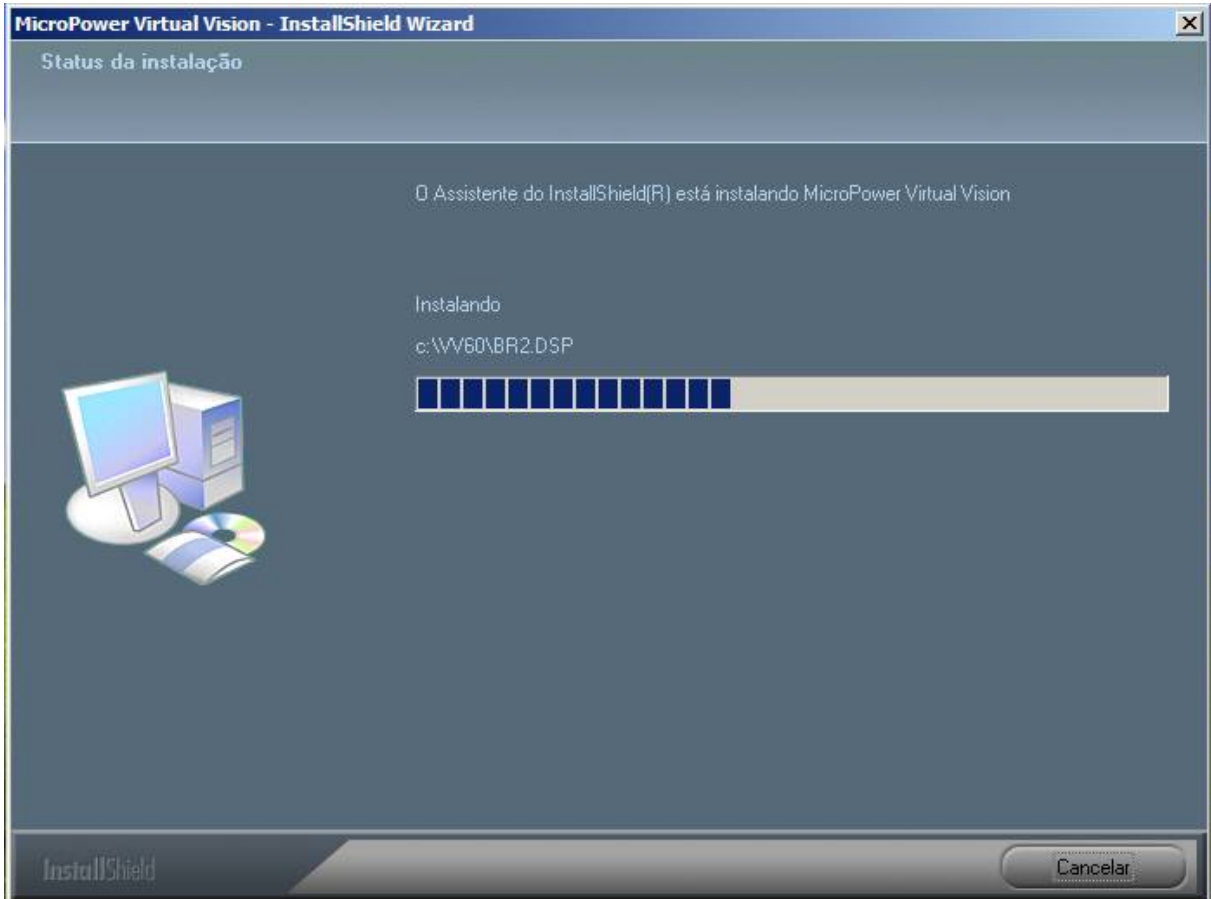 MicroPower Virtual Vision - InstallShield Wizard
Status da instalação
O Assistente do InstallShield(R) está instalando MicroPower Virtual Vision
Instalando
c:\VV60\BR2.DSP
InstallShield
Cancelar